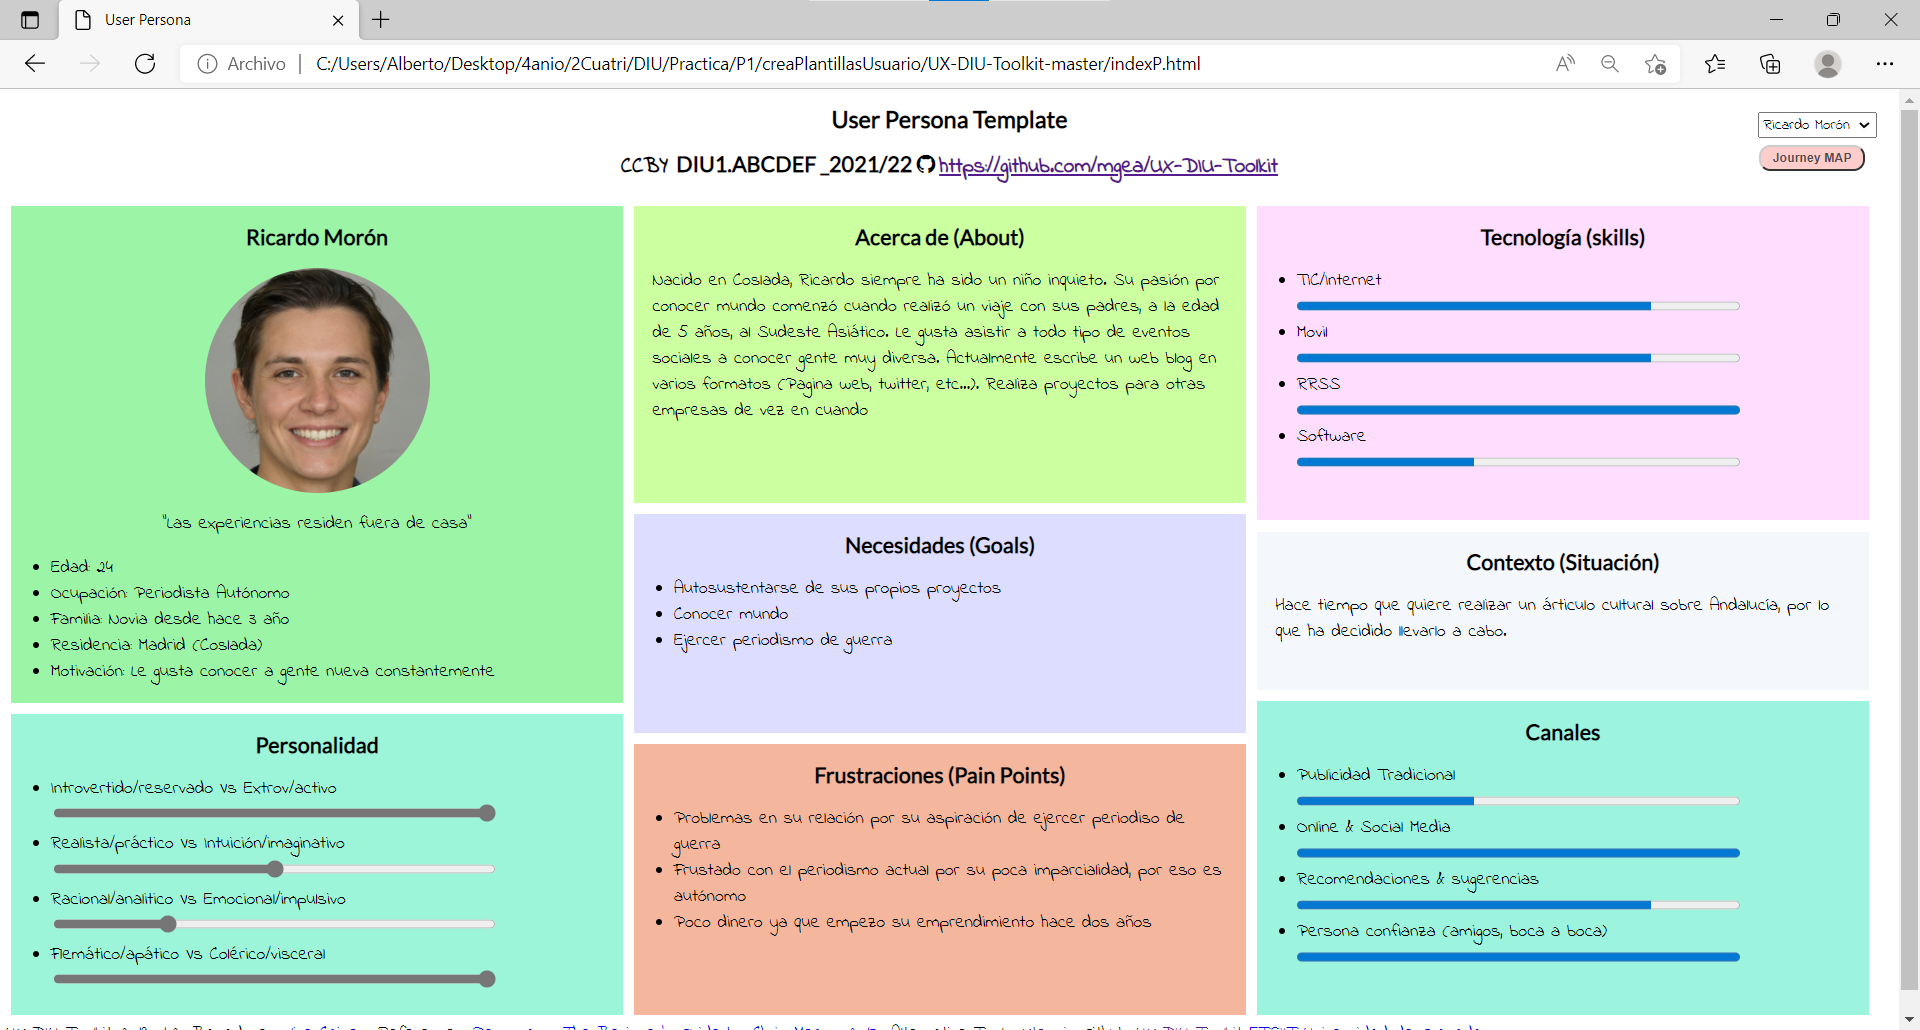 User Persona
Archivo
C:/Users/Alberto/Desktop/4anio/2Cuatri/DIU/Practica/P1/creaPlantillasUsuario/UX-DIU-Toolkit-master/indexP.html
User Persona Template
Ricardo Morón
CCBY DIU1.ABCDEF_2021/22 https://github.com/mgea/UX-DIU-Toolkit
Journey MAP
Ricardo Morón
"Las experiencias residen fuera de casa"
Edad: 24
Ocupación: Periodista Autónomo
Familia: Novia desde hace 3 año
Residencia: Madrid (Coslada)
Motivación: Le gusta conocer a gente nueva constantemente
Personalidad
Introvertido/reservado Vs Extrov/activo
Realista/práctico Vs Intuición/imaginativo
Racional/analitico Vs Emocional/impulsivo
Flemático/apático Vs Colérico/visceral
Acerca de (About)
Nacido en Coslada, Ricardo siempre ha sido un niño inquieto. Su pasión por
conocer mundo comenzó cuando realizó un viaje con sus padres, a la edad
de 5 años, al Sudeste Asiático. Le gusta asistir a todo tipo de eventos
sociales a conocer gente muy diversa. Actualmente escribe un web blog en
varios formatos (Pagina web, twitter, etc...). Realiza proyectos para otras
empresas de vez en cuando
Necesidades (Goals)
Autosustentarse de sus propios proyectos
Conocer mundo
Ejercer periodismo de guerra
Frustraciones (Pain Points)
Problemas en su relación por su aspiración de ejercer periodiso de
guerra
Frustado con el periodismo actual por su poca imparcialidad, por eso es
autónomo
Poco dinero ya que empezo su emprendimiento hace dos años
Tecnología (skills)
TIC/Internet
Movil
RRSS
Software
Contexto (Situación)
Hace tiempo que quiere realizar un árticulo cultural sobre Andalucía, por lo
que ha decidido llevarlo a cabo.
Canales
Publicidad Tradicional
Online & Social Media
Recomendaciones & sugerencias
Persona confianza (amigos, boca a boca)